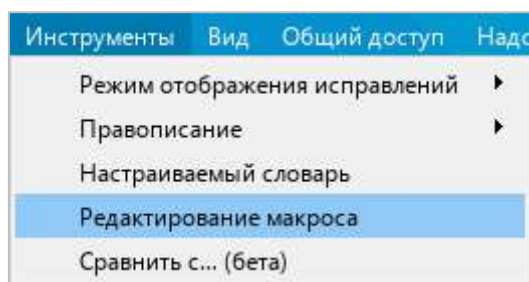 Инструменты Вид Общий доступ
Режим отображения исправлений
Правописание
Настраиваемый словарь
Редактирование макроса
Сравнить с... (бета)